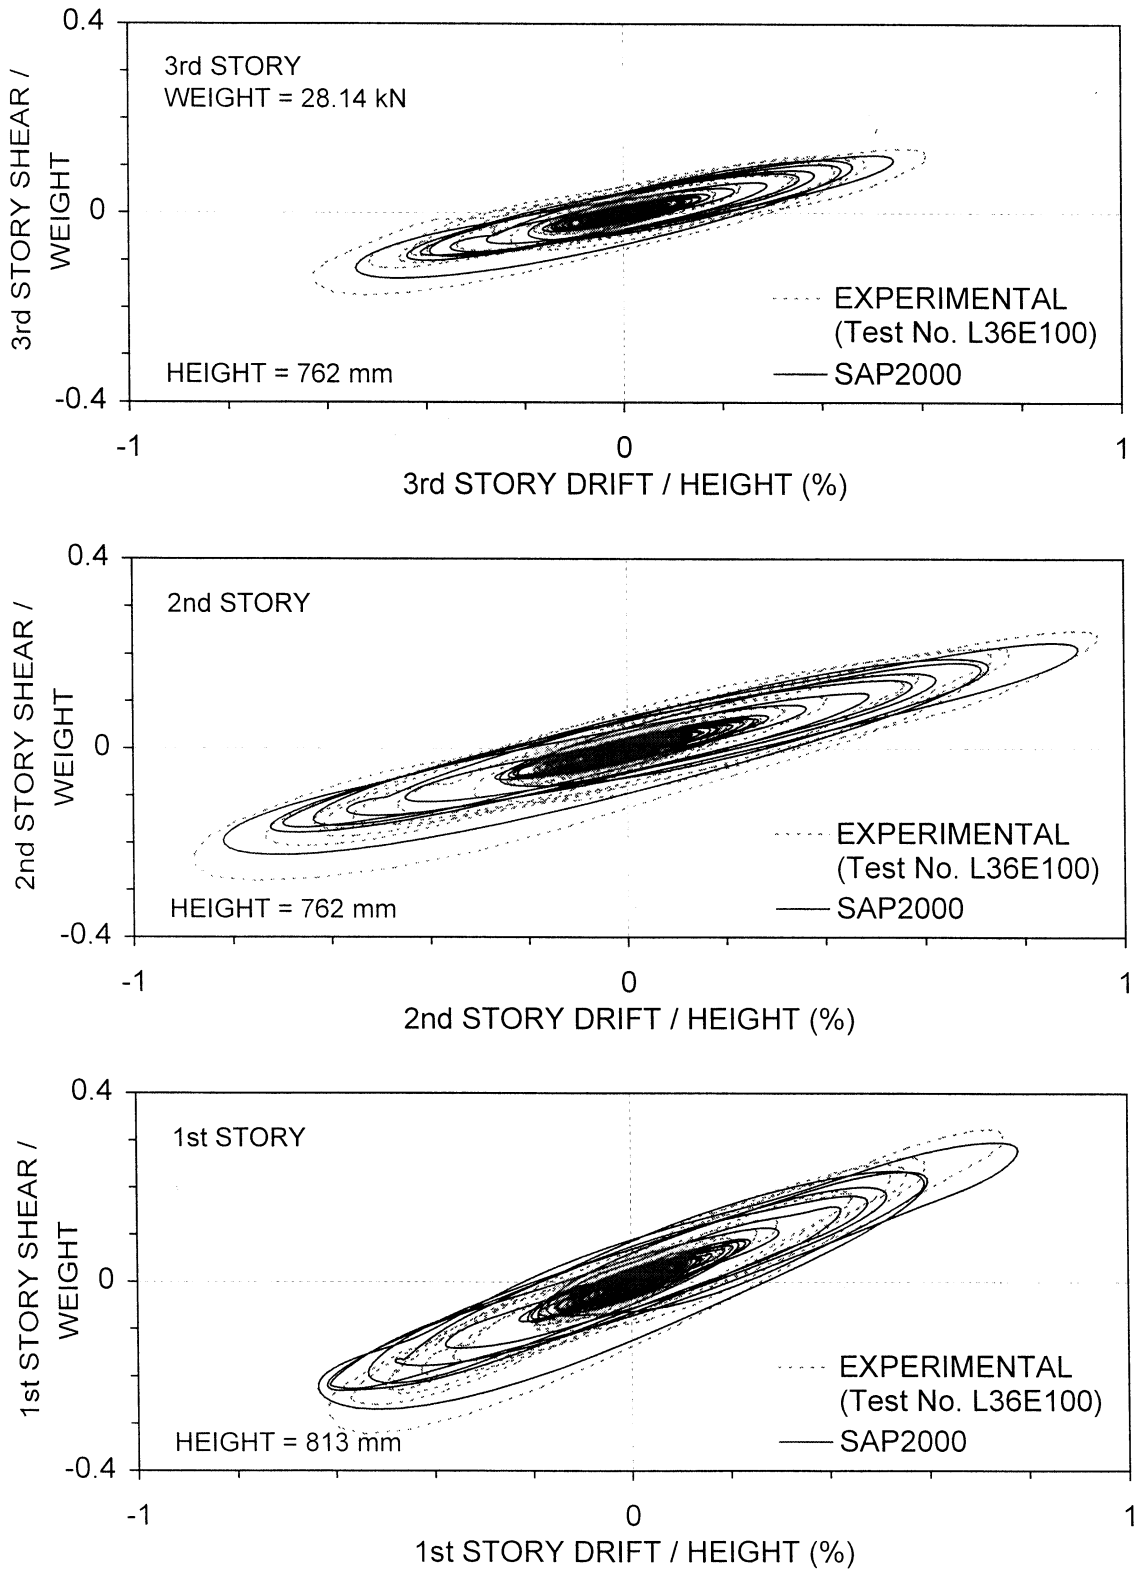 0.4
3rd STORY
WEIGHT = 28.14 kN
3rd STORY SHEAR /
WEIGHT
0
EXPERIMENTAL
(Test No. L36E100)
HEIGHT = 762 mm
SAP2000
-0.4
-1
0
1
3rd STORY DRIFT / HEIGHT (%)
0.4
2nd STORY
2nd STORY SHEAR /
WEIGHT
0
EXPERIMENTAL
(Test No. L36E100)
HEIGHT = 762 mm
SAP2000
-0.4
-1
0
1
2nd STORY DRIFT / HEIGHT (%)
0.4
1st STORY
1st STORY SHEAR /
WEIGHT
0
EXPERIMENTAL
(Test No. L36E100)
HEIGHT = 813 mm
SAP2000
-0.4
-1
0
1
1st STORY DRIFT / HEIGHT (%)